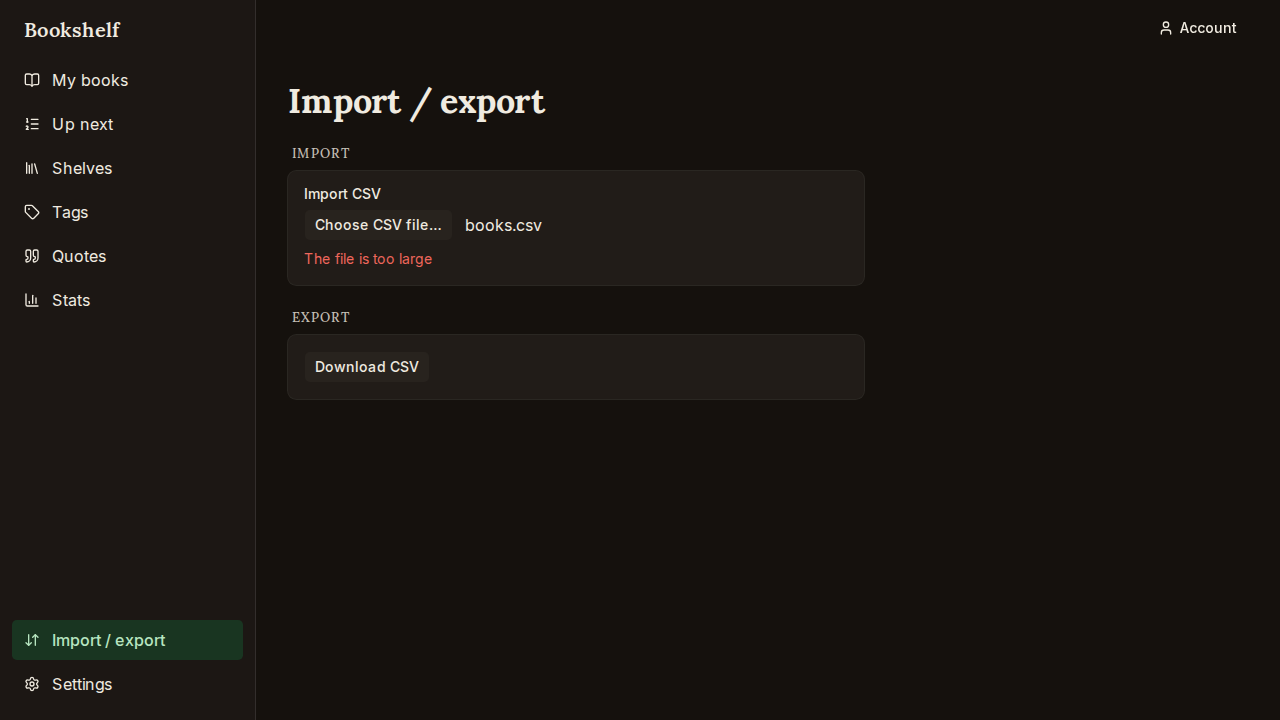 Bookshelf
My books
Up next
Shelves
Tags
Quotes
Stats
Import / export
Settings
Account
Import / export
IMPORT
Import CSV
Choose CSV file... books.csv
The file is too large
EXPORT
Download CSV